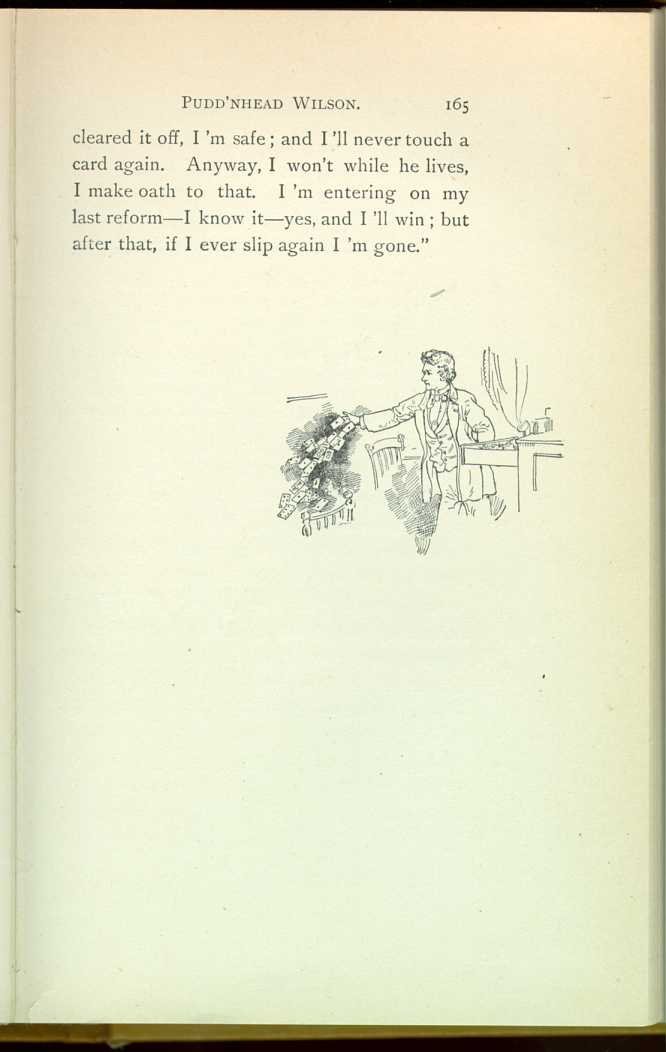 PUDD'NHEAD WILSON. 165
cleared it off, I 'm safe; and I 'll never touch a
card again. Anyway, I won't while he lives,
I make oath to that. I 'm entering on my
last reform—I know it—yes, and I 'll win; but
after that, if I ever slip again I 'm gone.”